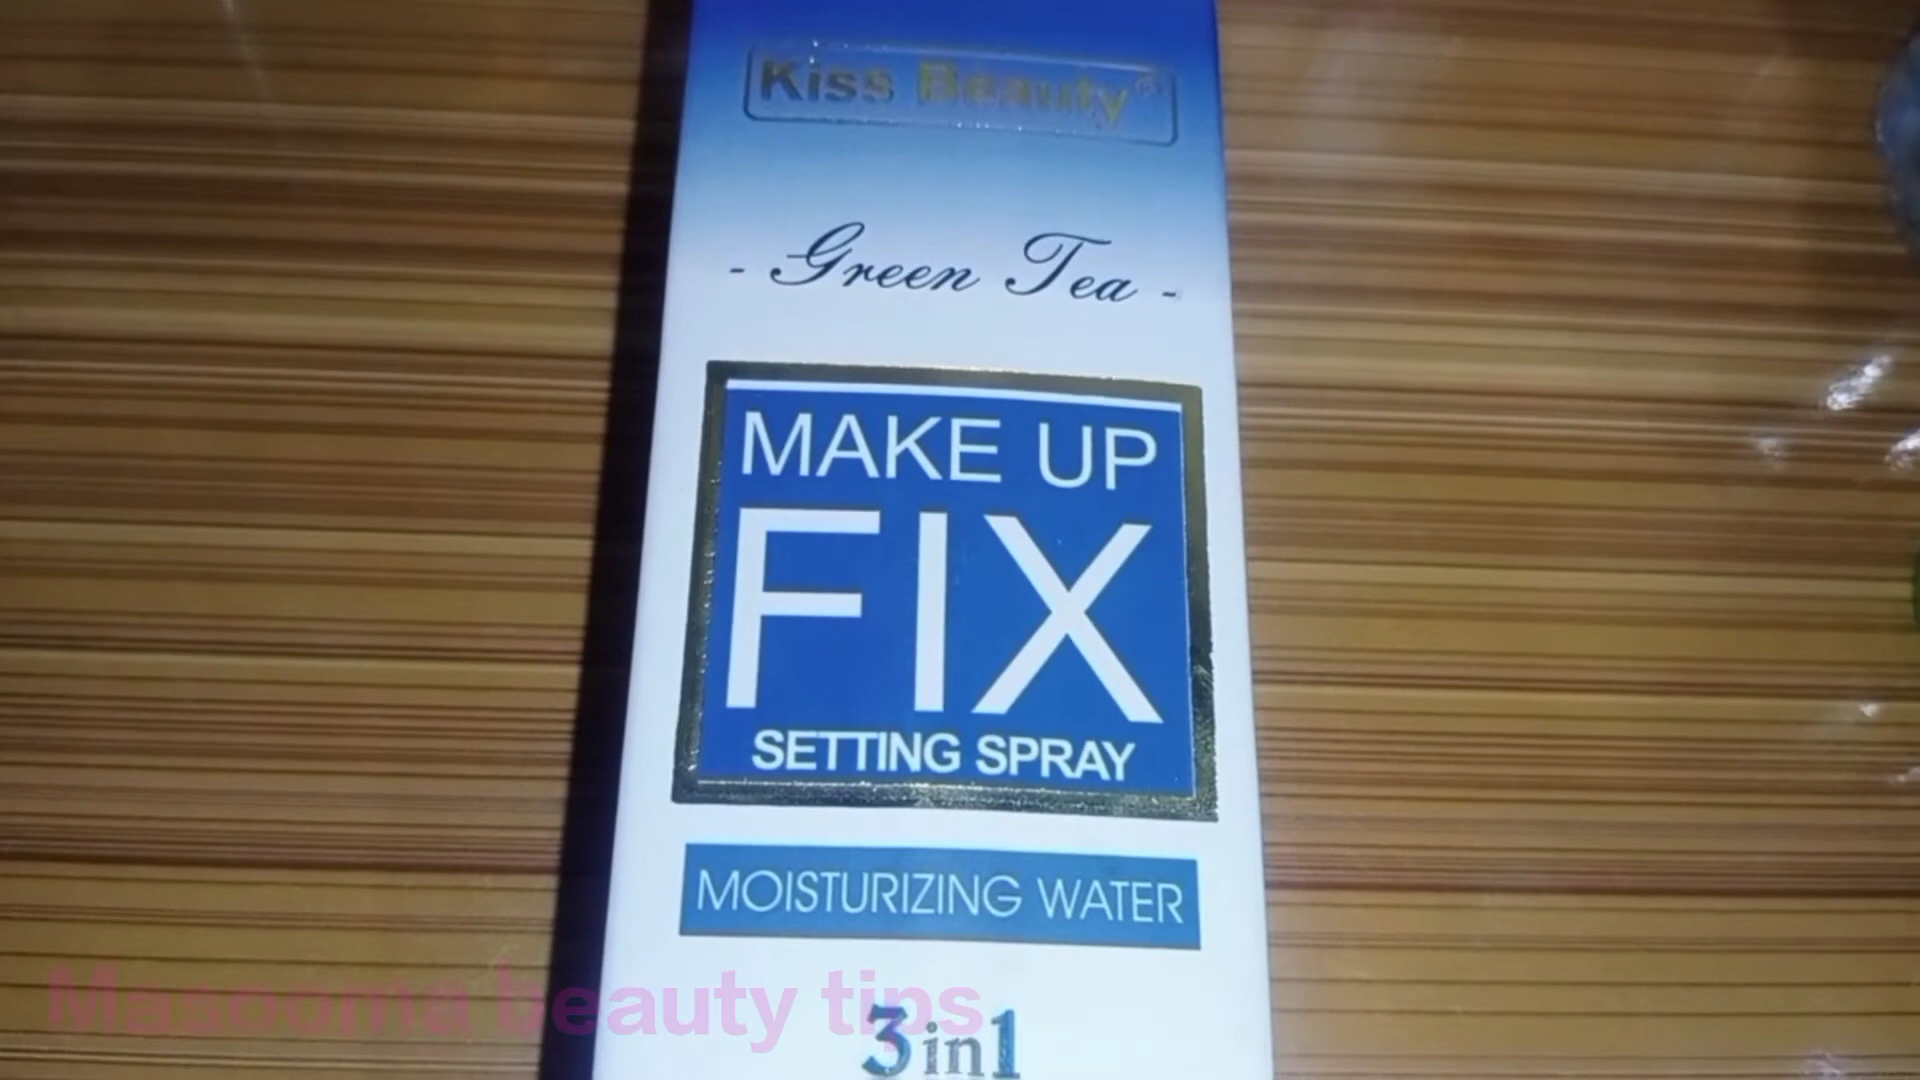 Kiss Beauty®
- Green Tea -
MAKE UP
FIX
SETTING SPRAY
MOISTURIZING WATER
Masooma beauty tips
3in1